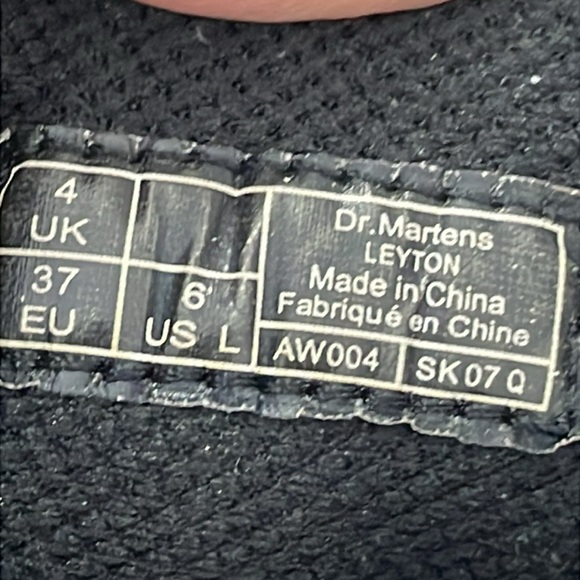 4
UK
37
EU
6
US L
Dr.Martens
LEYTON
Made in China
Fabriqué en Chine
AW004
SK07Q